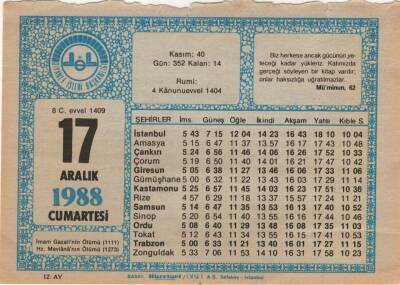 8 C. evvel 1409
17
ARALIK
1988
CUMARTESİ
İmam Gazali'nin Ölümü (1111)
Hz. Mevlânâ'nın Ölümü (1273)
12. AY
Kasım: 40
Gün: 352 Kalan: 14
Rumi:
4 Kânunuevvel 1404
Biz herkese ancak gücünün yeteceği
kadar yükleriz. Katımızda
gerçeği söyleyen bir kitap vardır;
onlar haksızlığa uğratılmazlar.
Mü'minun, 62
ŞEHİRLER İms. Güneş Öğle İkindi Akşam Yatsı Kıble S.
İstanbul 5 43 7 15 12 04 14 23 16 43 18 10 10 04
Amasya 5 15 6 47 11 37 13 57 16 17 17 43 10 43
Çankırı 5 24 6 56 11 46 14 06 16 26 17 52 10 33
Çorum 5 19 6 50 11 40 14 01 16 21 17 47 10 42
Giresun 5 05 6 38 11 27 13 46 16 06 17 33 11 06
Gümüşhane 5 00 6 32 11 22 13 43 16 03 17 29 11 14
Kastamonu 5 25 6 57 11 45 14 03 16 23 17 51 10 36
Rize 4 57 6 29 11 18 13 37 15 57 17 24 11 27
Samsun 5 14 6 47 11 35 13 54 16 13 17 40 10 52
Sinop 5 20 6 54 11 40 13 55 16 15 17 44 10 46
Ordu 5 08 6 40 11 29 13 48 16 08 17 35 11 03
Tokat 5 12 6 43 11 34 13 55 16 15 17 41 10 52
Trabzon 5 00 6 33 11 21 13 40 16 01 17 27 11 15
Zonguldak 5 33 7 06 11 53 14 10 16 31 17 58 10 23